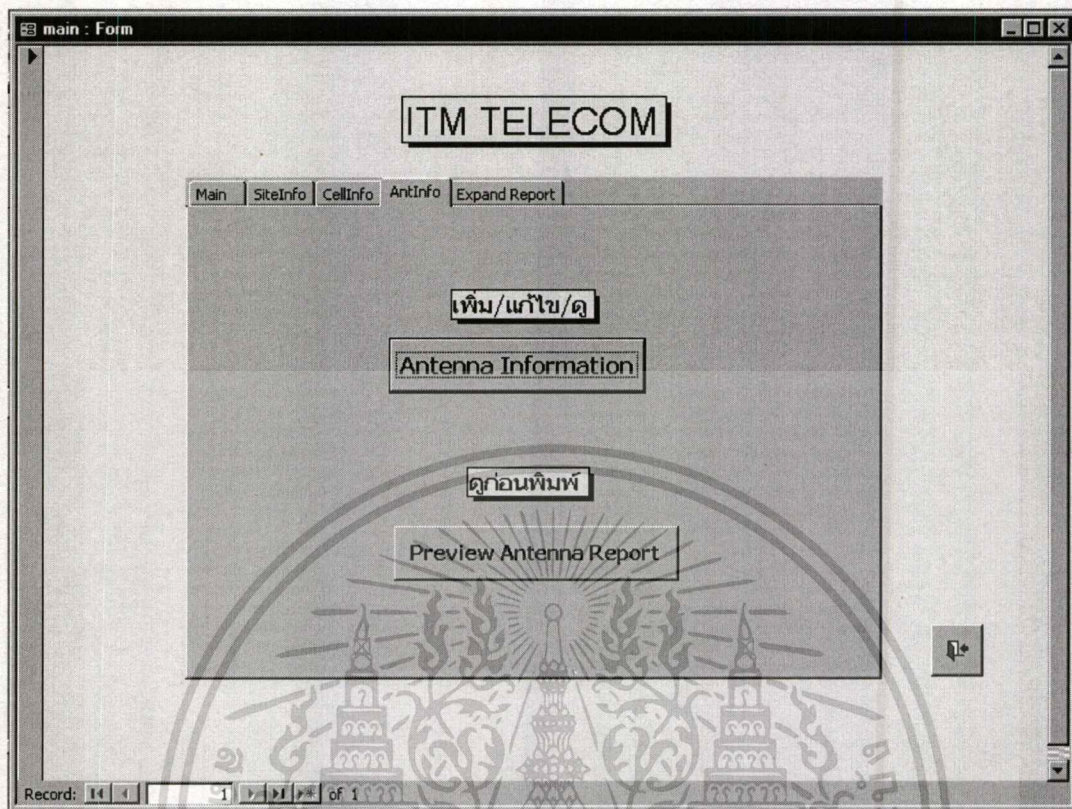 main : Form
ITM TELECOM
Main SiteInfo CellInfo AntInfo Expand Report
เพิ่ม/แก้ไข/ดู
Antenna Information
ดูก่อนพิมพ์
Preview Antenna Report
Record: 1 of 1